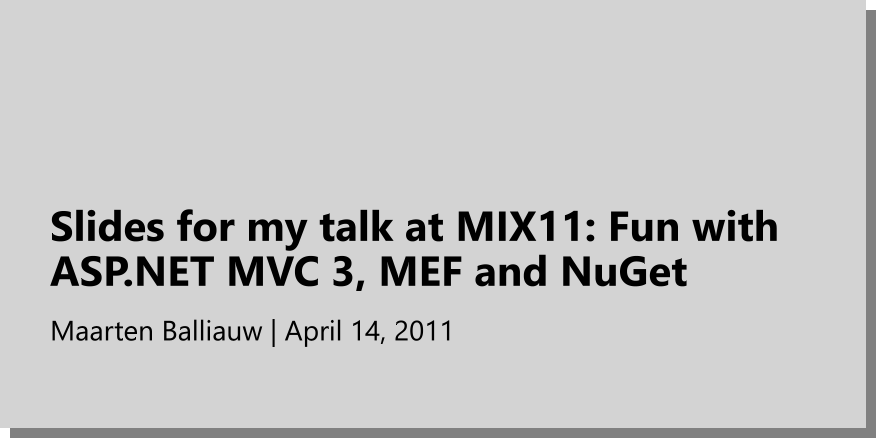 Slides for my talk at MIX11: Fun with
ASP.NET MVC 3, MEF and NuGet
Maarten Balliauw | April 14, 2011